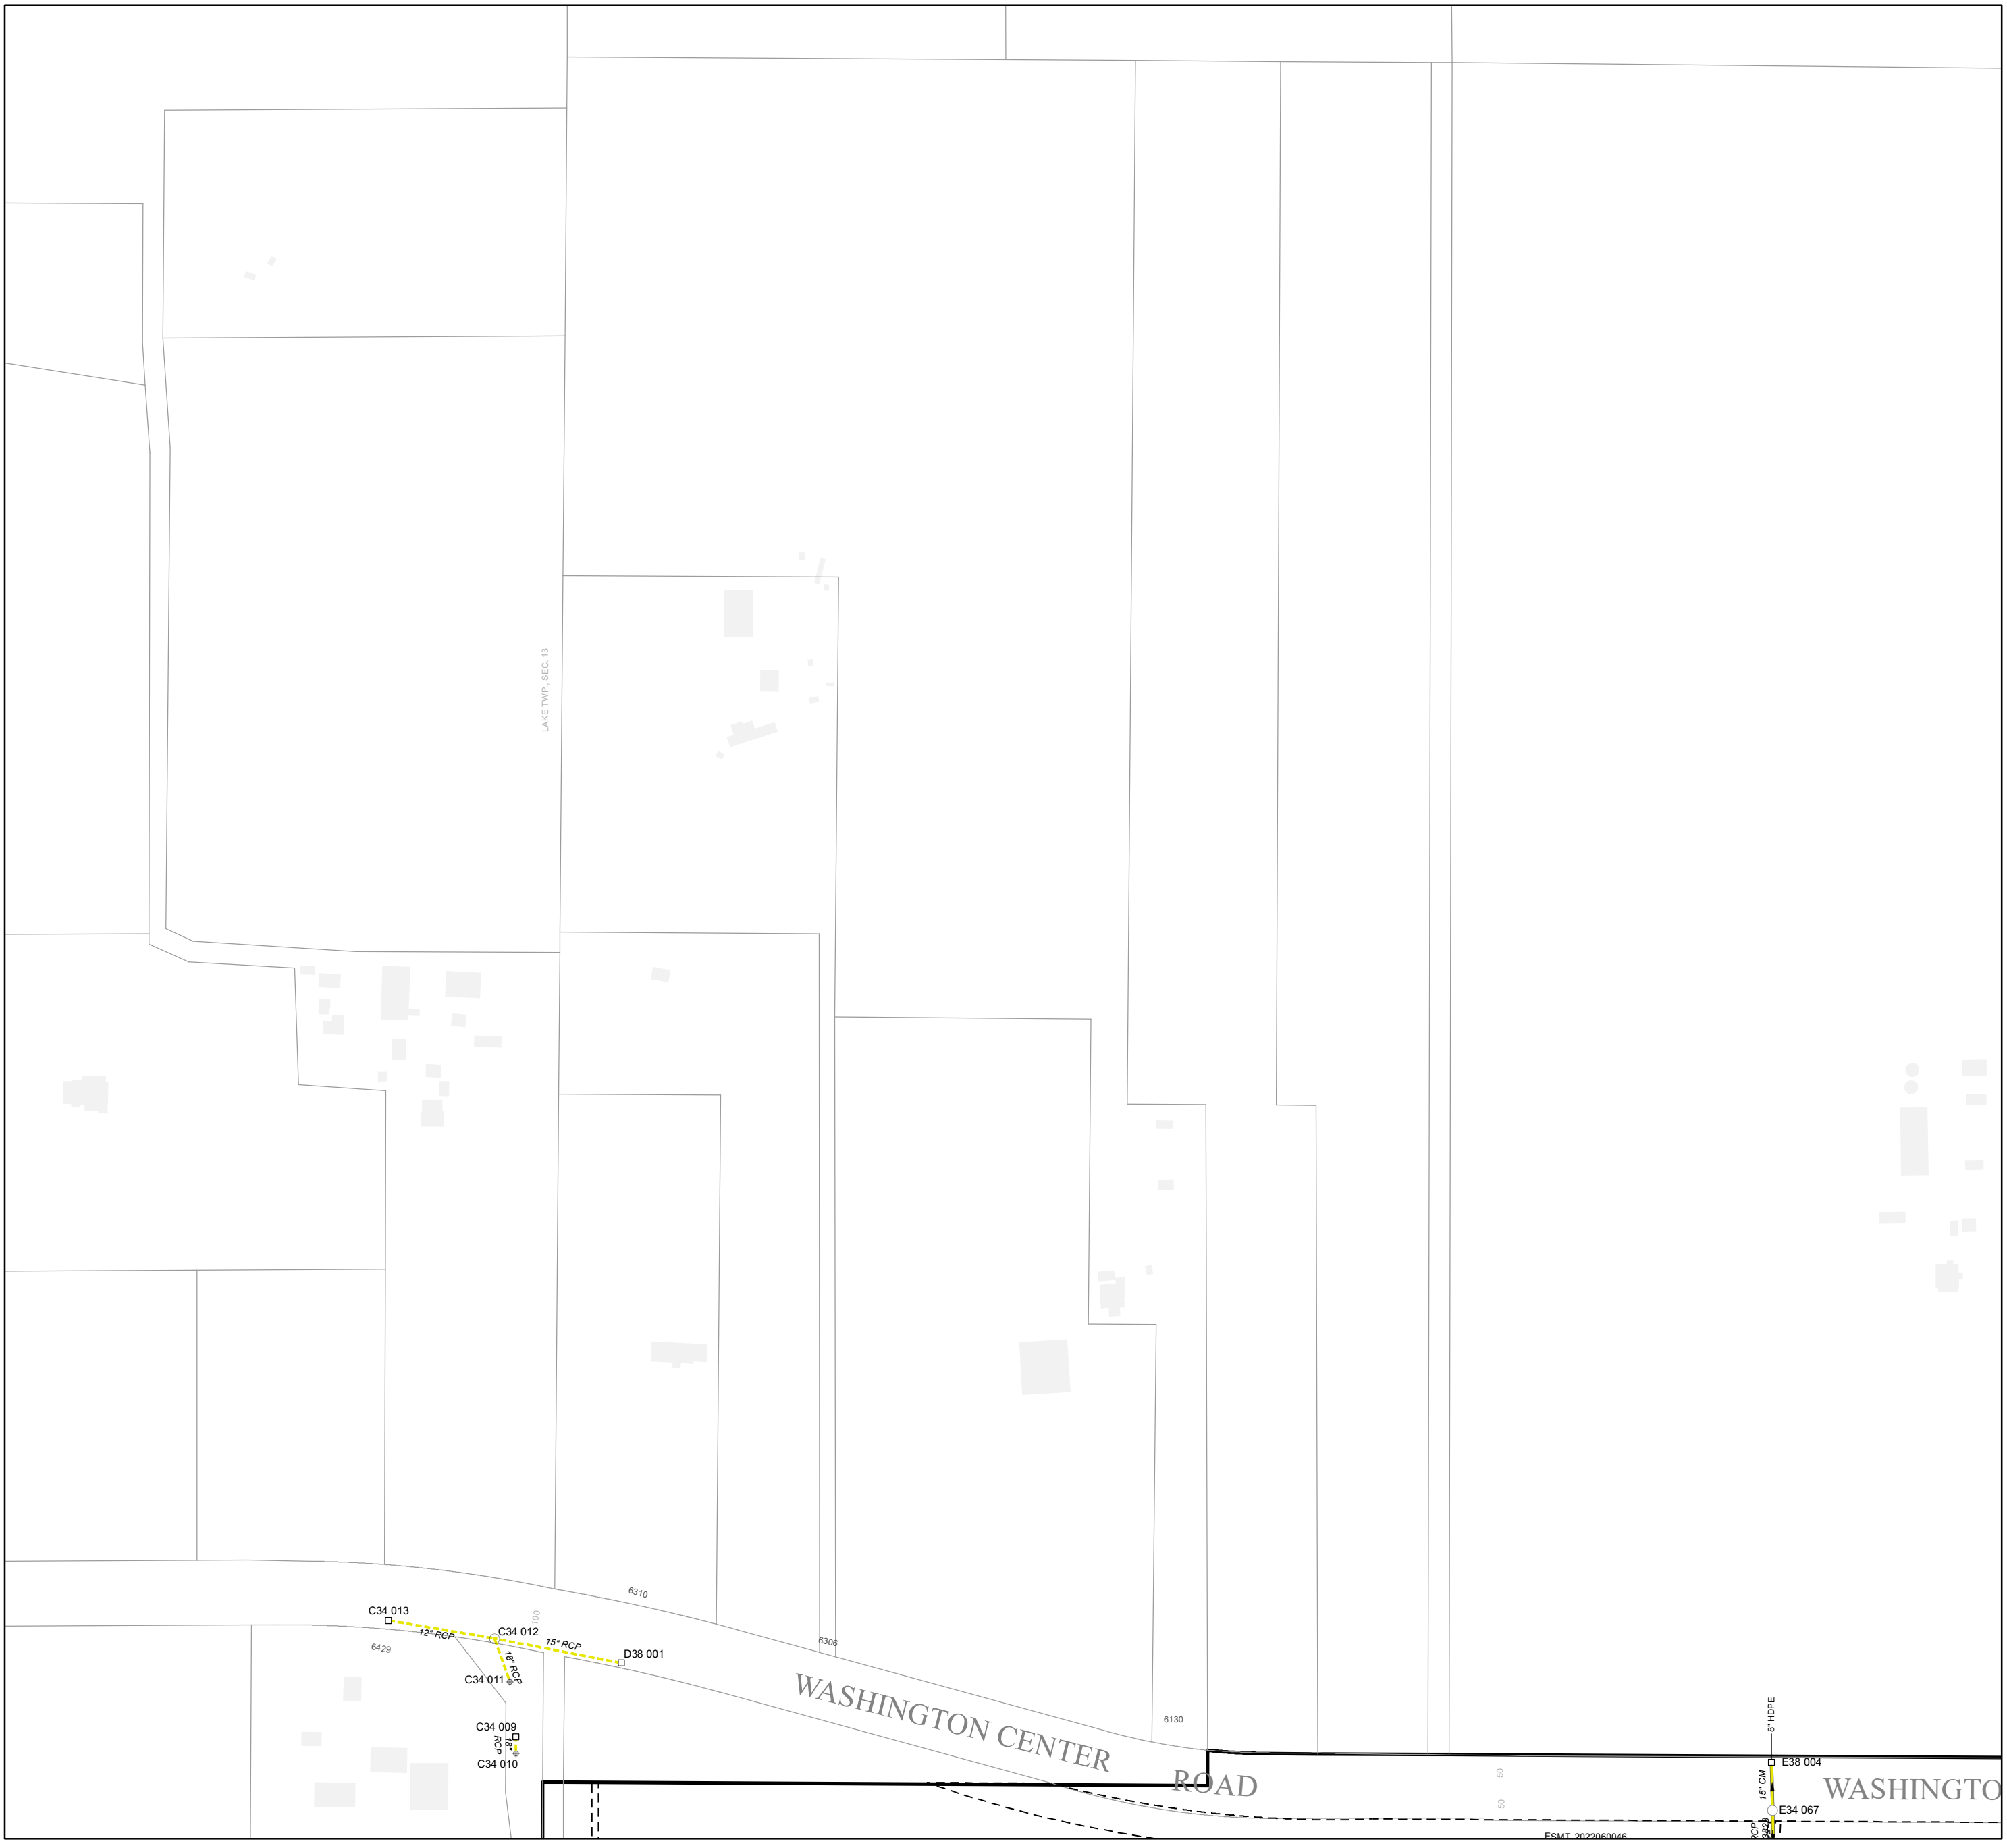 LAKE TWP., SEC. 13
6310
100
C34 013
12" RCP
C34 012
15" RCP
D38 001
6429
18" RCP
C34 011
6306
WASHINGTON CENTER ROAD
6130
C34 009
18" RCP
C34 010
8" HDPE
E38 004
15" CM
50
50
WASHINGTO
E34 067
RCP
ESMT. 2022060046